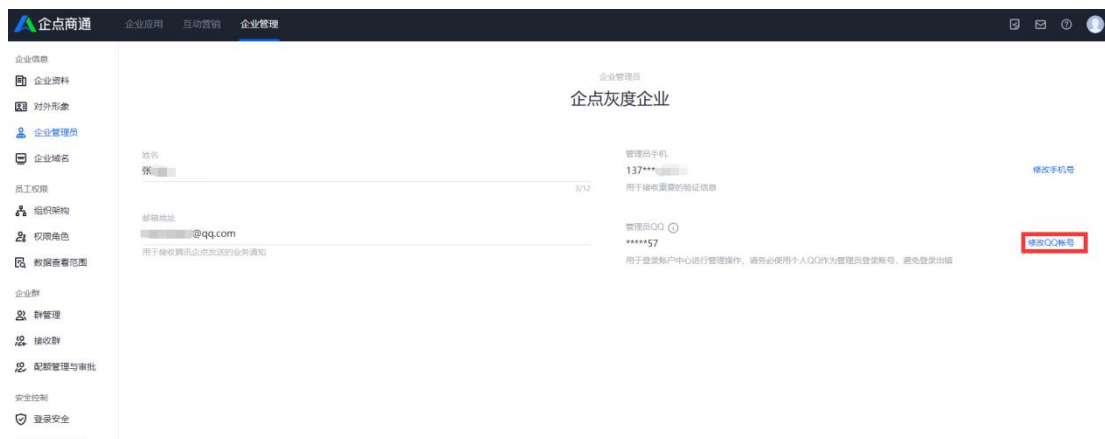 企点商通
企业应用 互动营销 企业管理
企业信息
企业资料
对外形象
企业管理员
企业域名
员工权限
组织架构
权限角色
数据查看范围
企业群
群管理
接收群
配额管理与审批
安全控制
登录安全
企业管理员
企点灰度企业
姓名
张
3/12
邮箱地址
@qq.com
用于接收腾讯企点发送的业务通知
管理员手机
137***
修改手机号
用于接收重要的验证信息
管理员QQ
*****57
修改QQ帐号
用于登录账户中心进行管理操作，请务必使用个人QQ作为管理员登录账号，避免登录出错